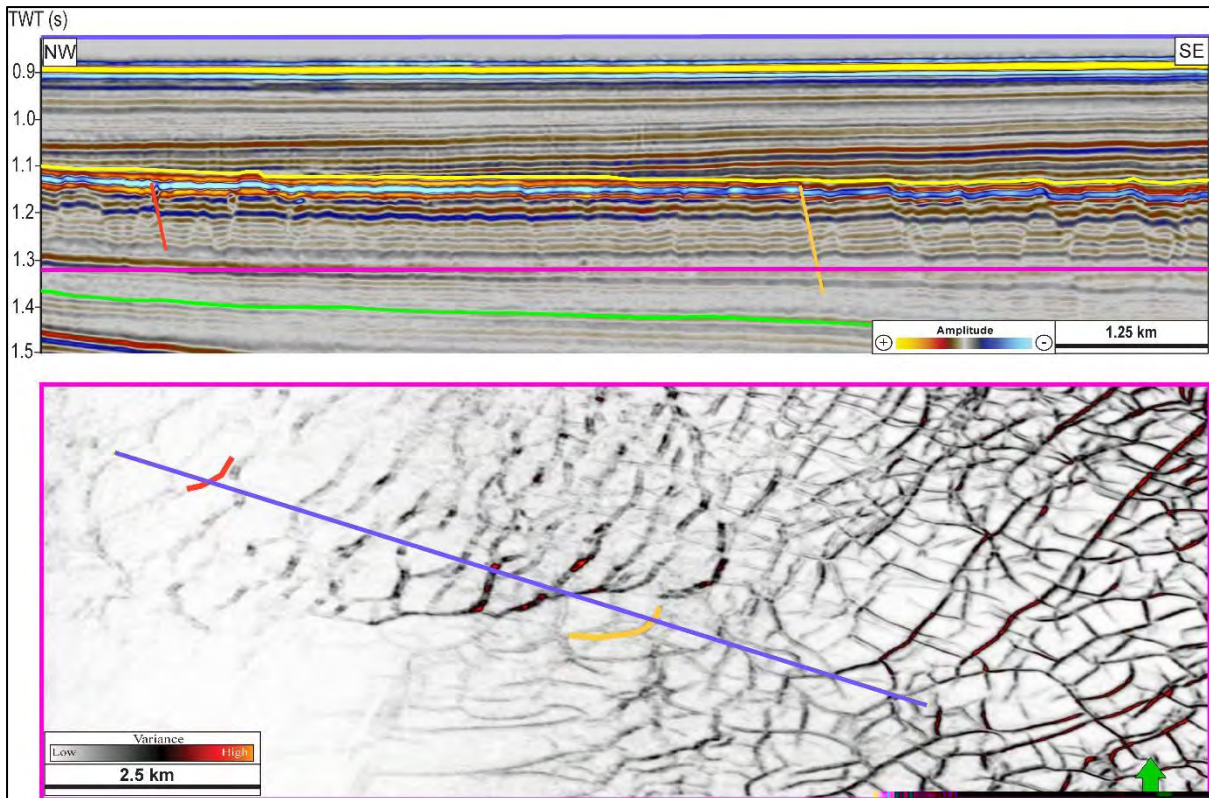 TWT (s)
NW
SE
0.9
1.0
1.1
1.2
1.3
1.4
1.5
Amplitude
+
-
1.25 km
Variance
Low
High
2.5 km